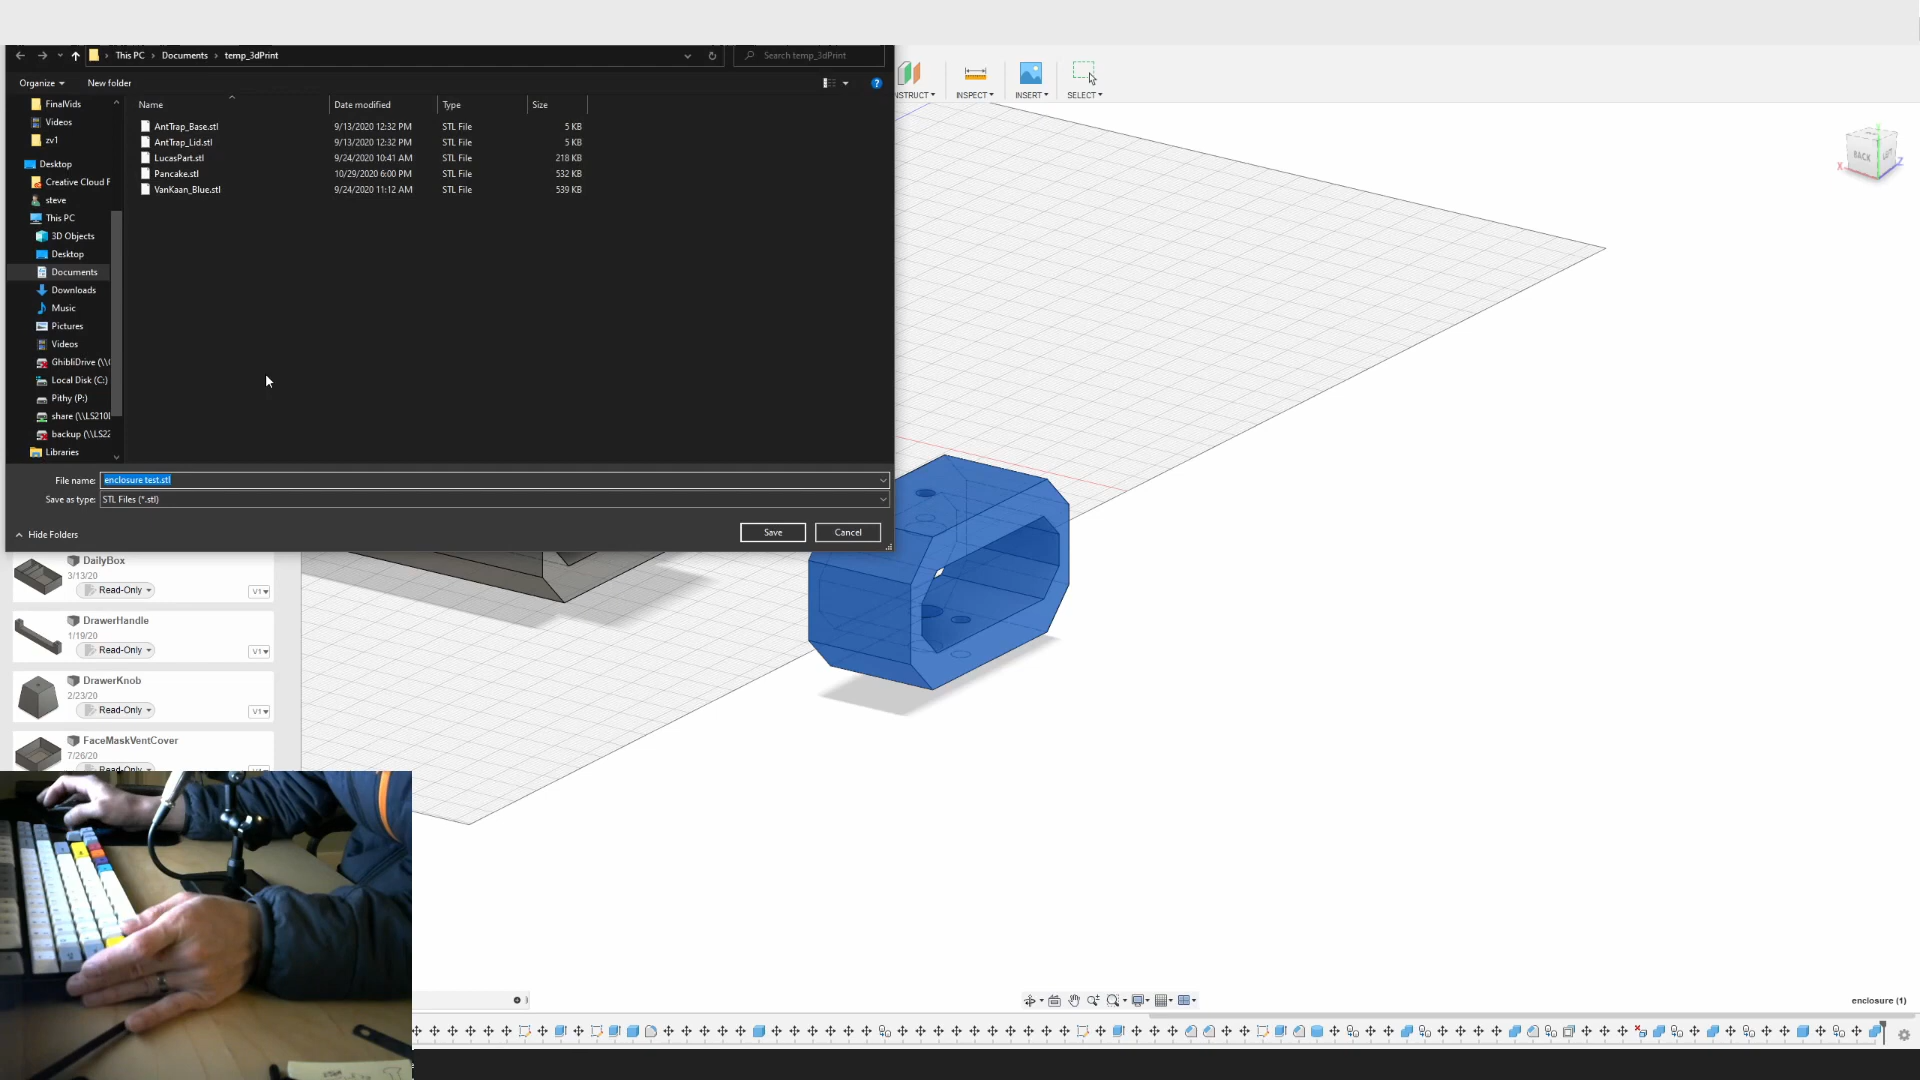 This PC > Documents > temp_3dPrint
Search temp_3dPrint
Organize
New folder
?
FinalVids
Videos
zv1
Desktop
Creative Cloud F
steve
This PC
3D Objects
Desktop
Documents
Downloads
Music
Pictures
Videos
GhibliDrive (\\
Local Disk (C:)
Pithy (P:)
share (\\LS210
backup (\\LS22
Libraries
Name Date modified Type Size
AntTrap_Base.stl 9/13/2020 12:32 PM STL File 5 KB
AntTrap_Lid.stl 9/13/2020 12:32 PM STL File 5 KB
LucasPart.stl 9/24/2020 10:41 AM STL File 218 KB
Pancake.stl 10/29/2020 6:00 PM STL File 532 KB
VanKaan_Blue.stl 9/24/2020 11:12 AM STL File 539 KB
File name: enclosure test.stl
Save as type: STL Files (*.stl)
Hide Folders
Save
Cancel
NSTRUCT
INSPECT
INSERT
SELECT
BACK
LEFT
X
Z
DailyBox
3/13/20
Read-Only
V1
DrawerHandle
1/19/20
Read-Only
V1
DrawerKnob
2/23/20
Read-Only
V1
FaceMaskVentCover
7/26/20
Read-Only
enclosure (1)